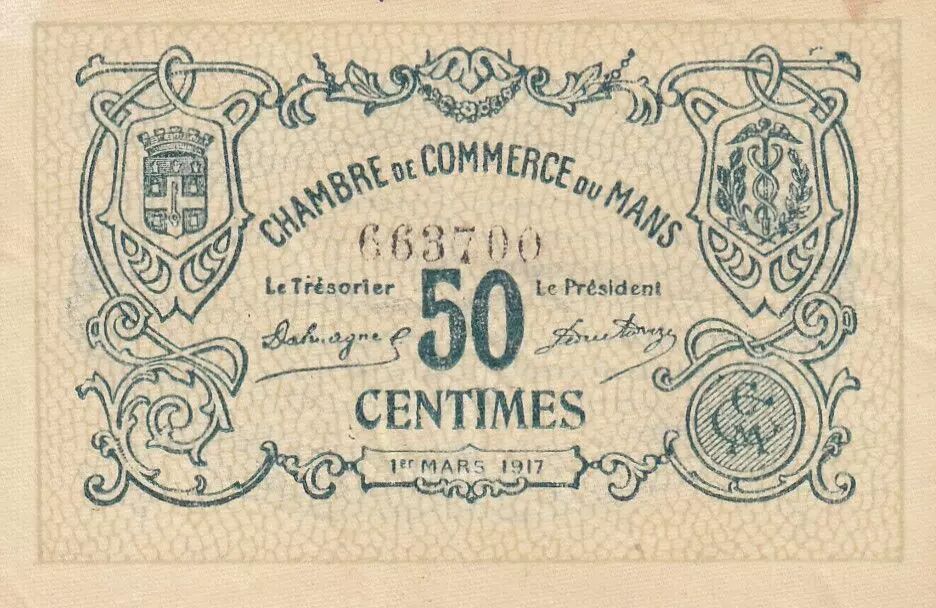 CHAMBRE DE COMMERCE DU MANS
663700
Le Trésorier
Le Président
50
CENTIMES
1er MARS 1917